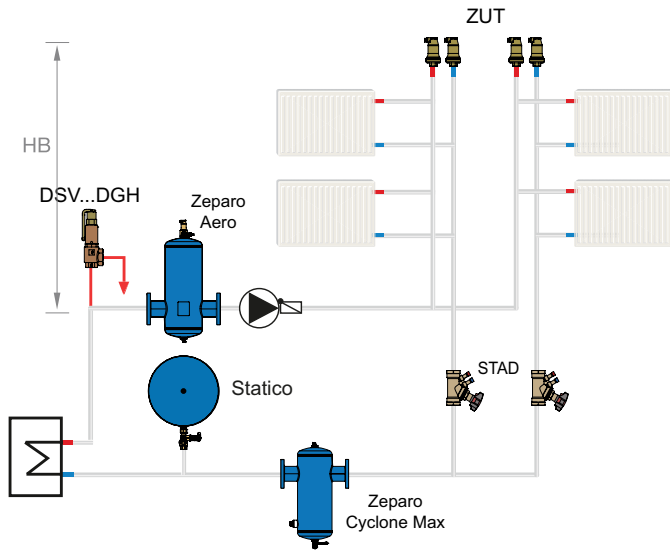 ZUT
HB
DSV...DGH
Zeparo
Aero
Statico
STAD
Zeparo
Cyclone Max